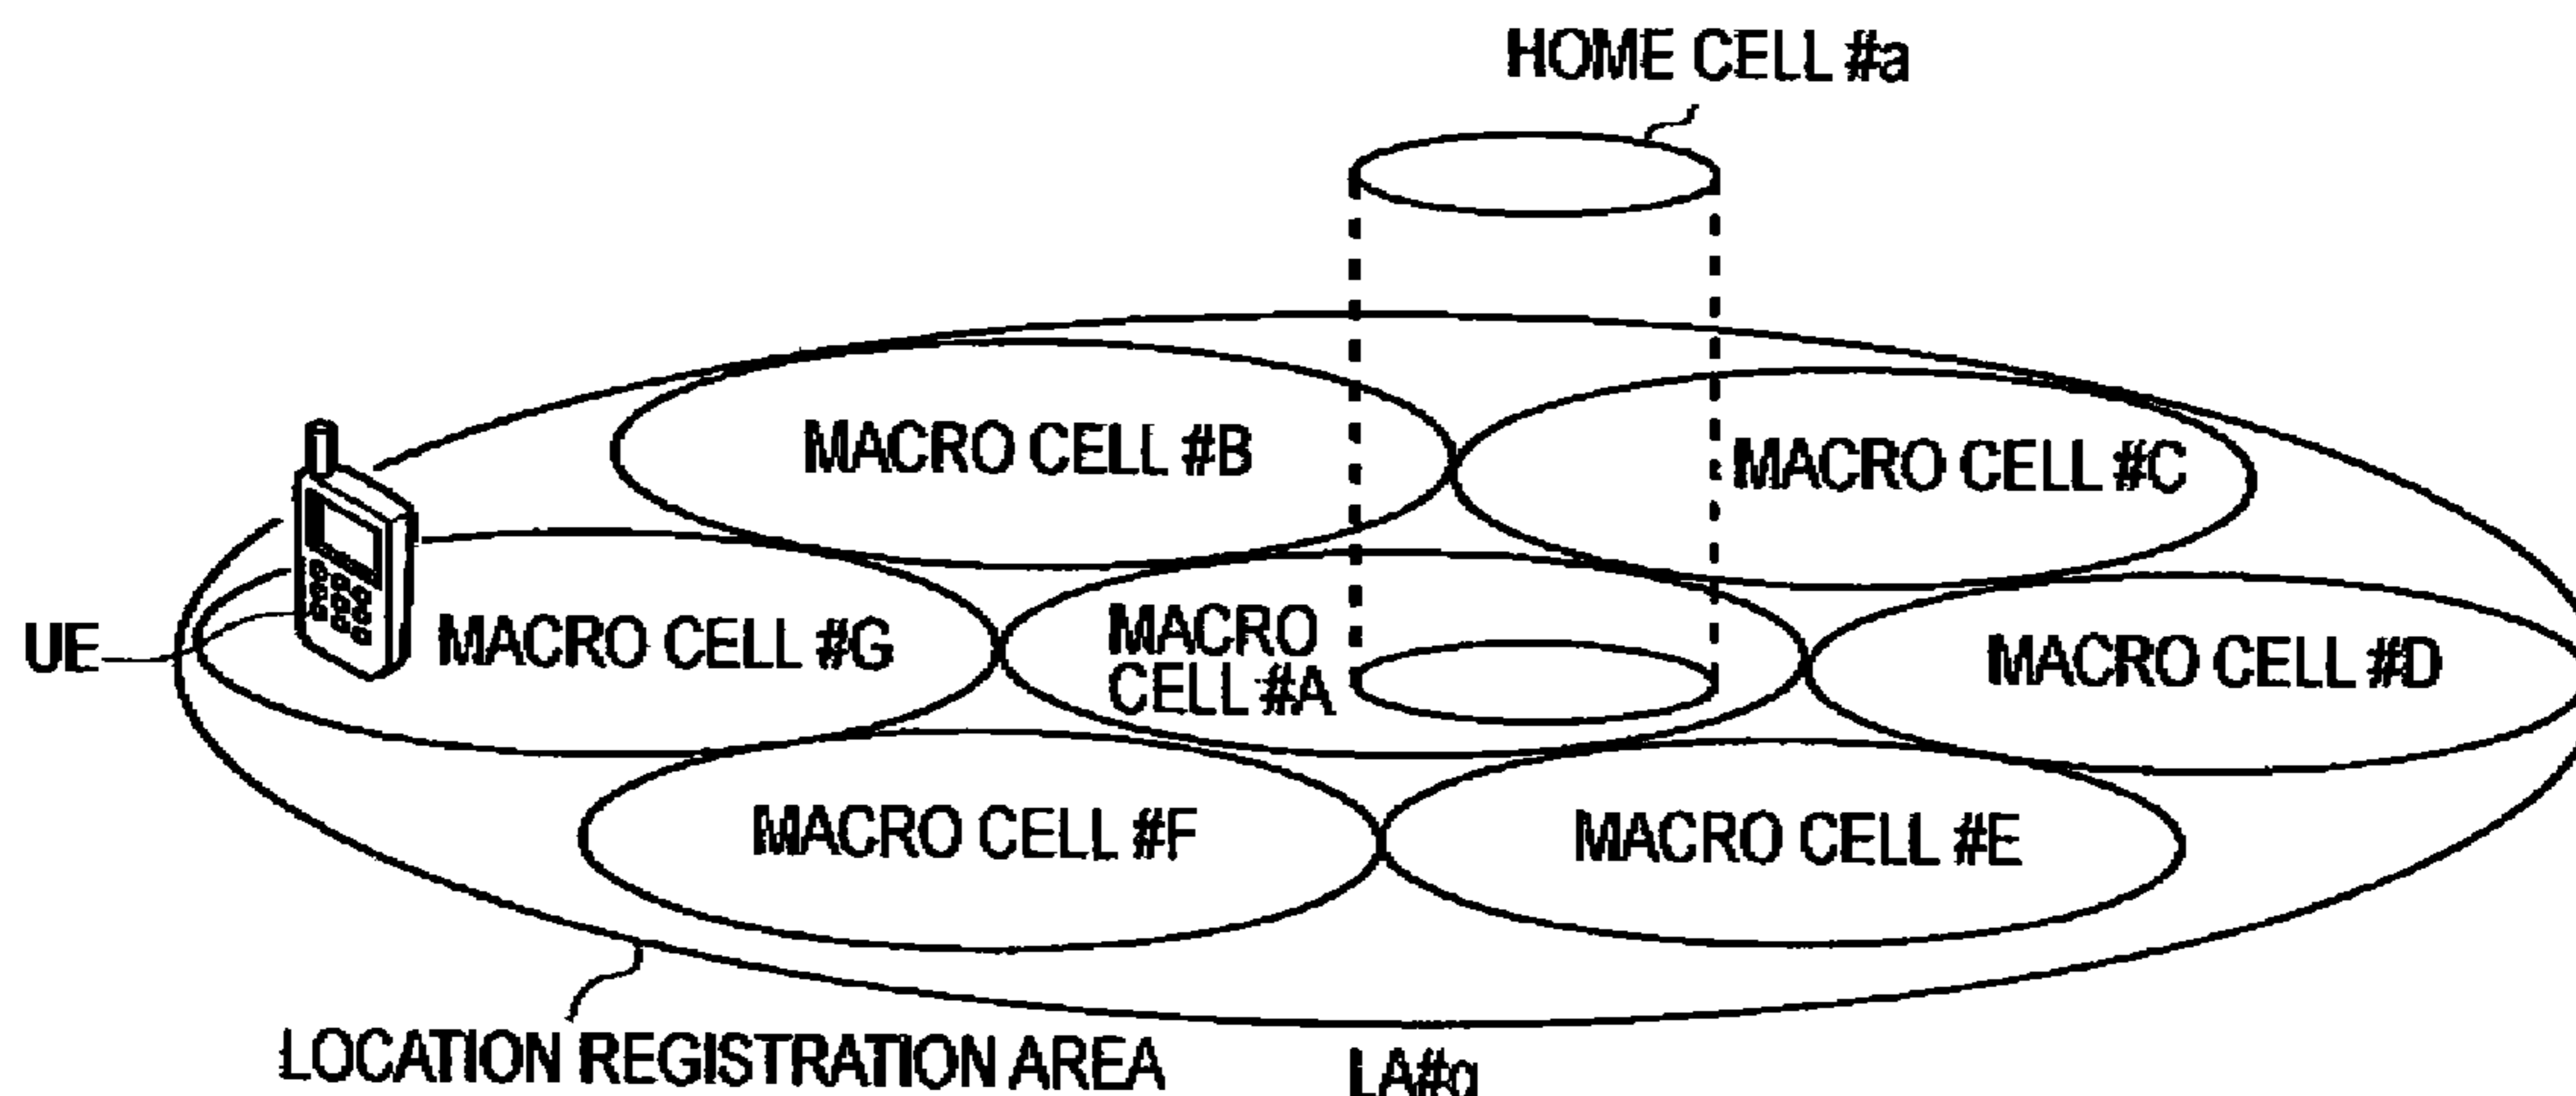 HOME CELL #a
MACRO CELL #B
MACRO CELL #C
UE
MACRO CELL #G
MACRO
CELL #A
MACRO CELL #D
MACRO CELL #F
MACRO CELL #E
LOCATION REGISTRATION AREA